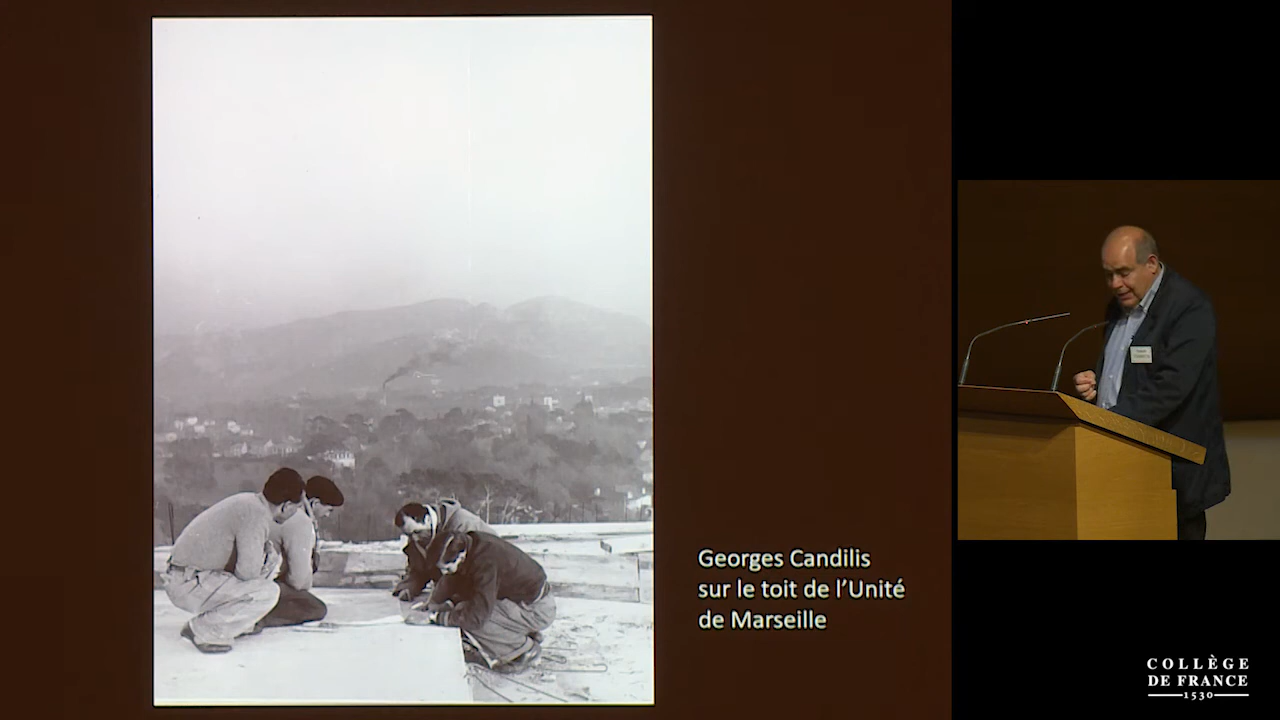 Georges Candilis
sur le toit de l'Unité
de Marseille
COLLÈGE
DE FRANCE
1530